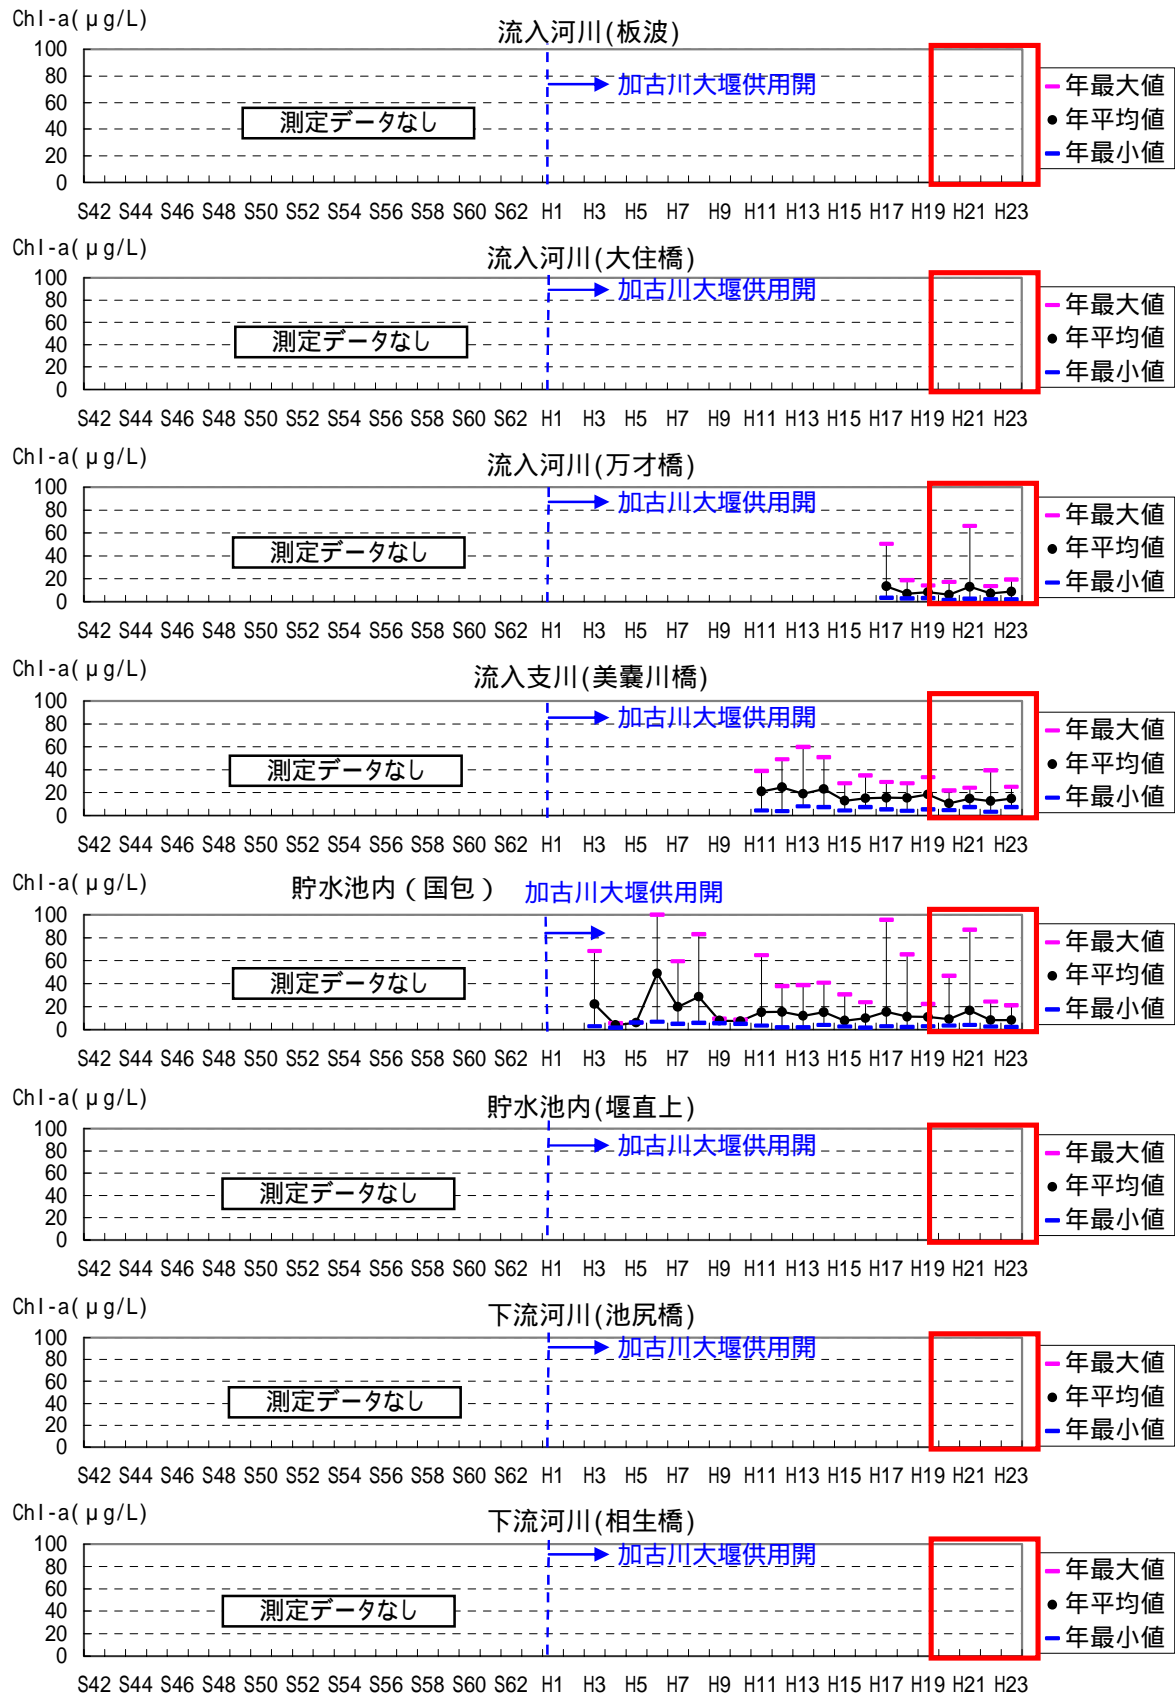 Chl-a(μg/L)
流入河川(板波)
100
80
60
40
20
0
加古川大堰供用開
測定データなし
年最大値
年平均値
年最小値
S42 S44 S46 S48 S50 S52 S54 S56 S58 S60 S62 H1 H3 H5 H7 H9 H11 H13 H15 H17 H19 H21 H23
Chl-a(μg/L)
流入河川(大住橋)
100
80
60
40
20
0
加古川大堰供用開
測定データなし
年最大値
年平均値
年最小値
S42 S44 S46 S48 S50 S52 S54 S56 S58 S60 S62 H1 H3 H5 H7 H9 H11 H13 H15 H17 H19 H21 H23
Chl-a(μg/L)
流入河川(万才橋)
100
80
60
40
20
0
加古川大堰供用開
測定データなし
年最大値
年平均値
年最小値
S42 S44 S46 S48 S50 S52 S54 S56 S58 S60 S62 H1 H3 H5 H7 H9 H11 H13 H15 H17 H19 H21 H23
Chl-a(μg/L)
流入支川(美嚢川橋)
100
80
60
40
20
0
加古川大堰供用開
測定データなし
年最大値
年平均値
年最小値
S42 S44 S46 S48 S50 S52 S54 S56 S58 S60 S62 H1 H3 H5 H7 H9 H11 H13 H15 H17 H19 H21 H23
Chl-a(μg/L)
貯水池内（国包） 加古川大堰供用開
100
80
60
40
20
0
測定データなし
年最大値
年平均値
年最小値
S42 S44 S46 S48 S50 S52 S54 S56 S58 S60 S62 H1 H3 H5 H7 H9 H11 H13 H15 H17 H19 H21 H23
Chl-a(μg/L)
貯水池内(堰直上)
100
80
60
40
20
0
加古川大堰供用開
測定データなし
年最大値
年平均値
年最小値
S42 S44 S46 S48 S50 S52 S54 S56 S58 S60 S62 H1 H3 H5 H7 H9 H11 H13 H15 H17 H19 H21 H23
Chl-a(μg/L)
下流河川(池尻橋)
100
80
60
40
20
0
加古川大堰供用開
測定データなし
年最大値
年平均値
年最小値
S42 S44 S46 S48 S50 S52 S54 S56 S58 S60 S62 H1 H3 H5 H7 H9 H11 H13 H15 H17 H19 H21 H23
Chl-a(μg/L)
下流河川(相生橋)
100
80
60
40
20
0
加古川大堰供用開
測定データなし
年最大値
年平均値
年最小値
S42 S44 S46 S48 S50 S52 S54 S56 S58 S60 S62 H1 H3 H5 H7 H9 H11 H13 H15 H17 H19 H21 H23